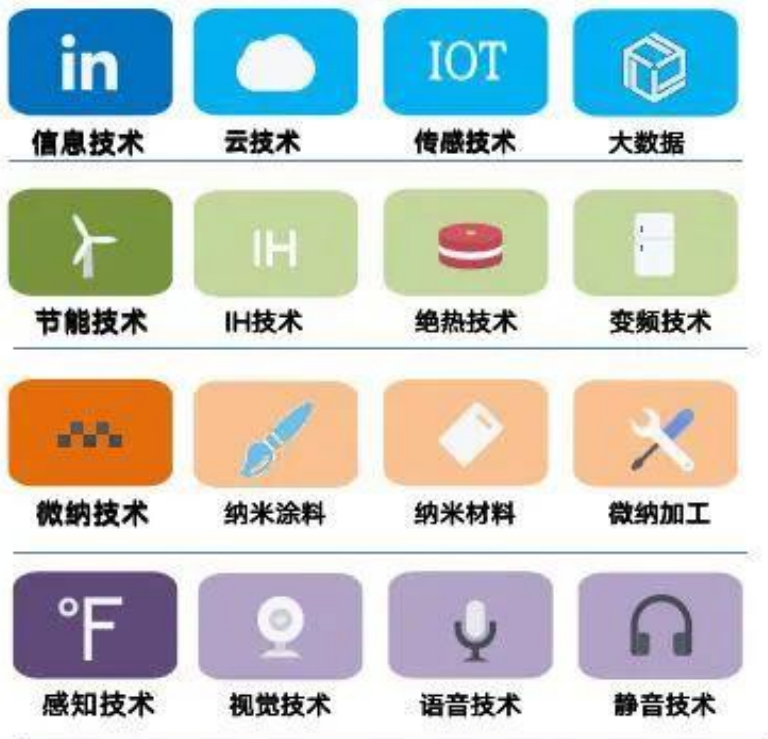 in
IOT
信息技术 云技术 传感技术 大数据
IH
节能技术 IH技术 绝热技术 变频技术
微纳技术 纳米涂料 纳米材料 微纳加工
°F
感知技术 视觉技术 语音技术 静音技术